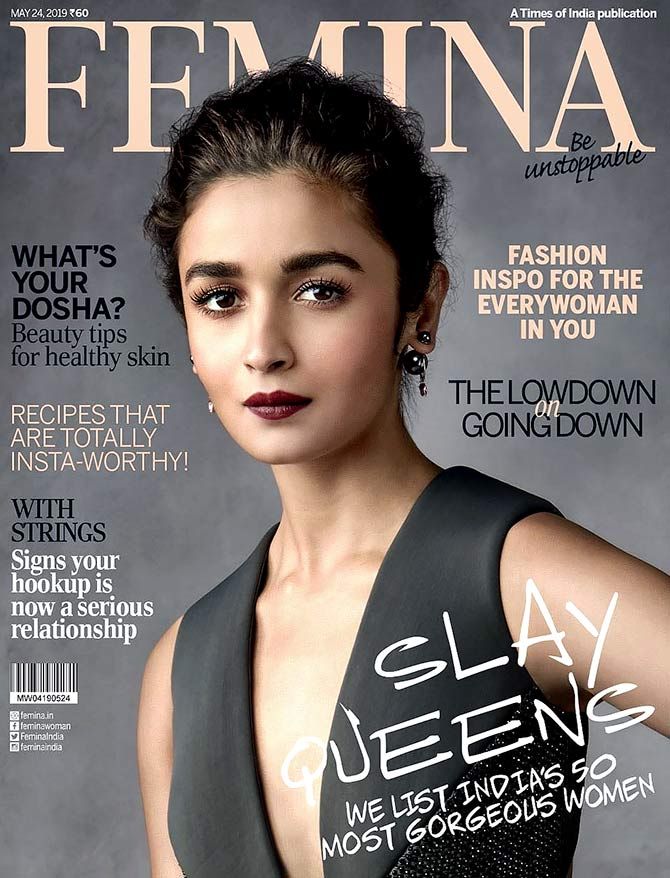 MAY 24, 2019 ₹60
A Times of India publication
FEMINA
Be
unstoppable
WHAT'S
YOUR
DOSHA?
Beauty tips
for healthy skin
RECIPES THAT
ARE TOTALLY
INSTA-WORTHY!
WITH
STRINGS
Signs your
hookup is
now a serious
relationship
MW04190524
femina.in
feminawoman
FeminaIndia
feminaindia
FASHION
INSPO FOR THE
EVERYWOMAN
IN YOU
THE LOWDOWN
on
GOING DOWN
SLAY
QUEENS
WE LIST INDIA'S 50
MOST GORGEOUS WOMEN